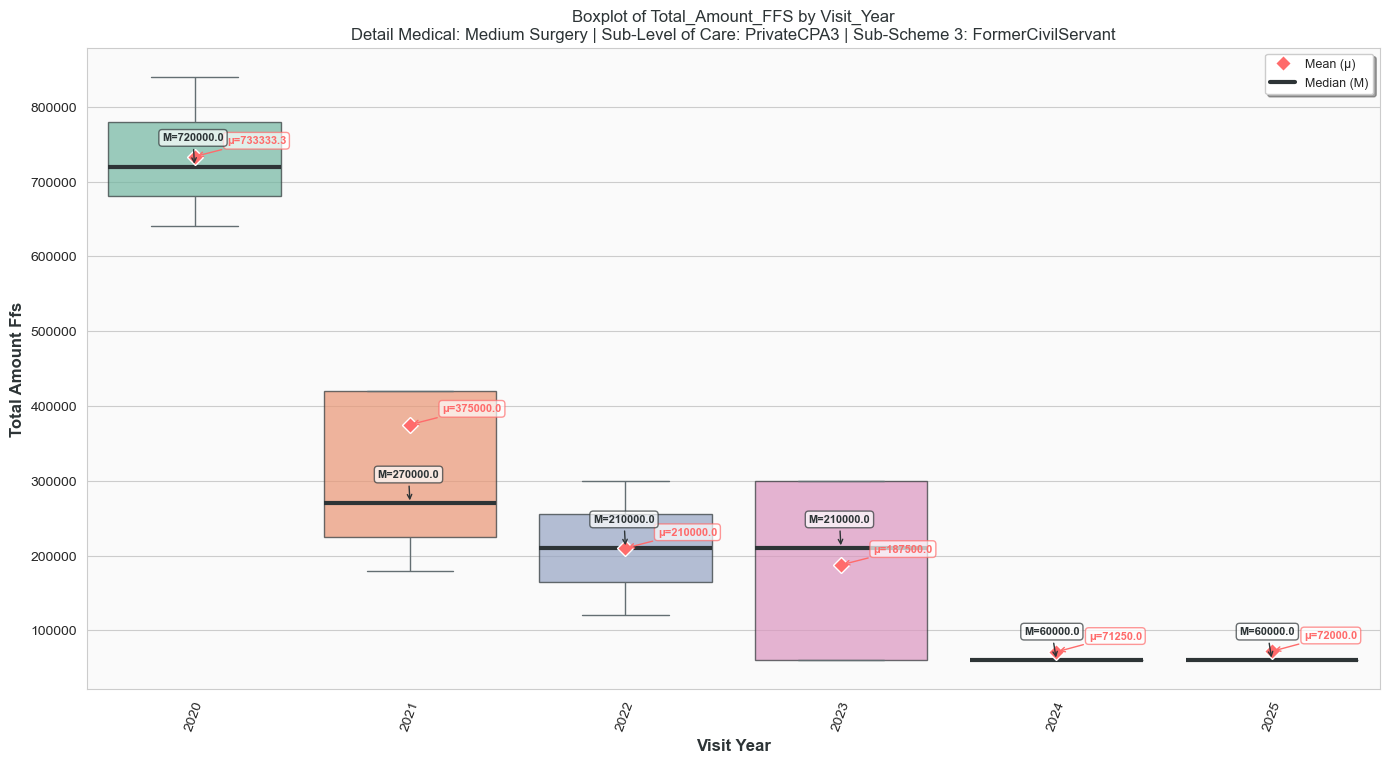 Boxplot of Total_Amount_FFS by Visit_Year
Detail Medical: Medium Surgery | Sub-Level of Care: PrivateCPA3 | Sub-Scheme 3: FormerCivilServant
Mean (μ)
Median (M)
Total Amount Ffs
800000
700000
600000
500000
400000
300000
200000
100000
M=720000.0
μ=733333.3
μ=375000.0
M=270000.0
M=210000.0
μ=210000.0
M=210000.0
μ=187500.0
M=60000.0
μ=71250.0
M=60000.0
μ=72000.0
2020
2021
2022
2023
2024
2025
Visit Year